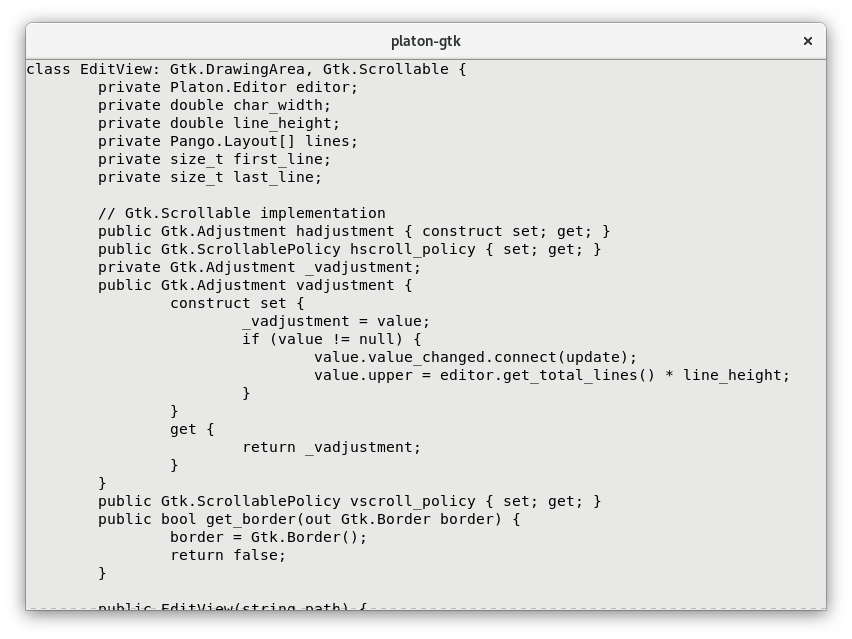 platon-gtk
class EditView: Gtk.DrawingArea, Gtk.Scrollable {
        private Platon.Editor editor;
        private double char_width;
        private double line_height;
        private Pango.Layout[] lines;
        private size_t first_line;
        private size_t last_line;

        // Gtk.Scrollable implementation
        public Gtk.Adjustment hadjustment { construct set; get; }
        public Gtk.ScrollablePolicy hscroll_policy { set; get; }
        private Gtk.Adjustment _vadjustment;
        public Gtk.Adjustment vadjustment {
                construct set {
                        _vadjustment = value;
                        if (value != null) {
                                value.value_changed.connect(update);
                                value.upper = editor.get_total_lines() * line_height;
                        }
                }
                get {
                        return _vadjustment;
                }
        }
        public Gtk.ScrollablePolicy vscroll_policy { set; get; }
        public bool get_border(out Gtk.Border border) {
                border = Gtk.Border();
                return false;
        }

        public EditView(string path) {